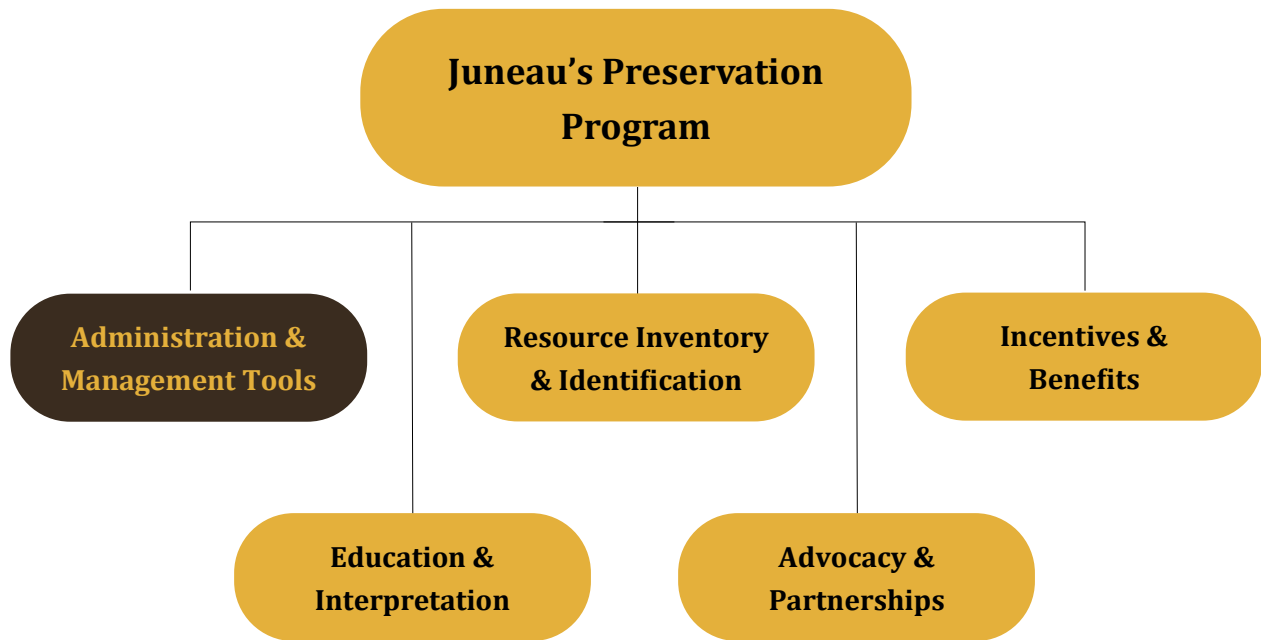 Juneau’s Preservation
Program
Administration &
Management Tools
Resource Inventory
& Identification
Incentives &
Benefits
Education &
Interpretation
Advocacy &
Partnerships